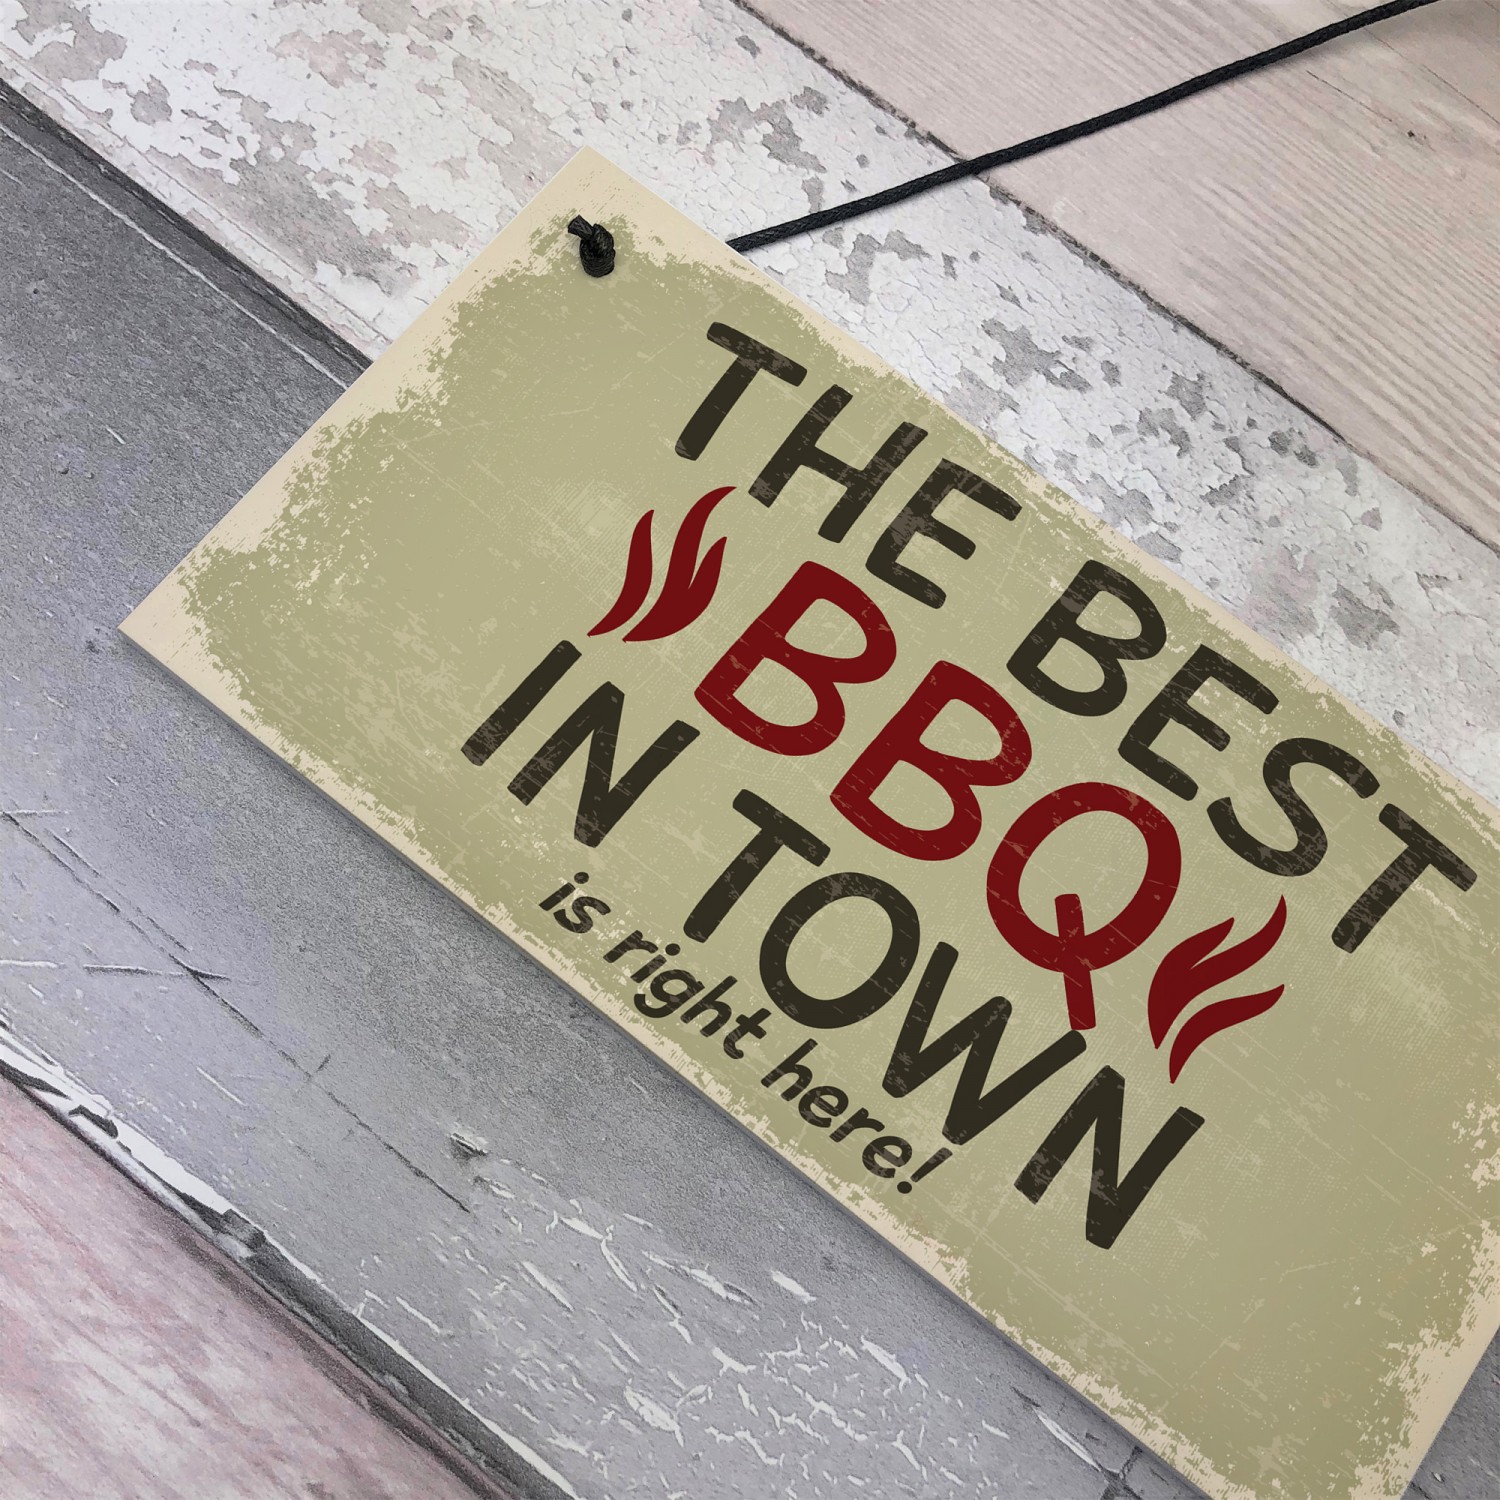 THE BEST
BBQ
IN TOWN
is right here!